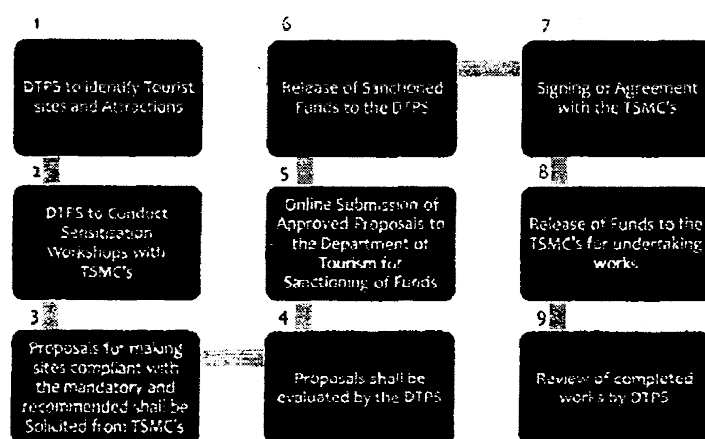 1
DTPS to Identify Tourist
sites and Attractions
2
DTPS to Conduct
Sensitisation
Workshops with
TSMC's
3
Proposals for making
sites compliant with
the mandatory and
recommended shall be
Solicited from TSMC's
4
Proposals shall be
evaluated by the DTPS
5
Online Submission of
Approved Proposals to
the Department of
Tourism for
Sanctioning of Funds
6
Release of Sanctioned
Funds to the DTPS
7
Signing of Agreement
with the TSMC's
8
Release of Funds to the
TSMC's for undertaking
works
9
Review of completed
works by DTPS